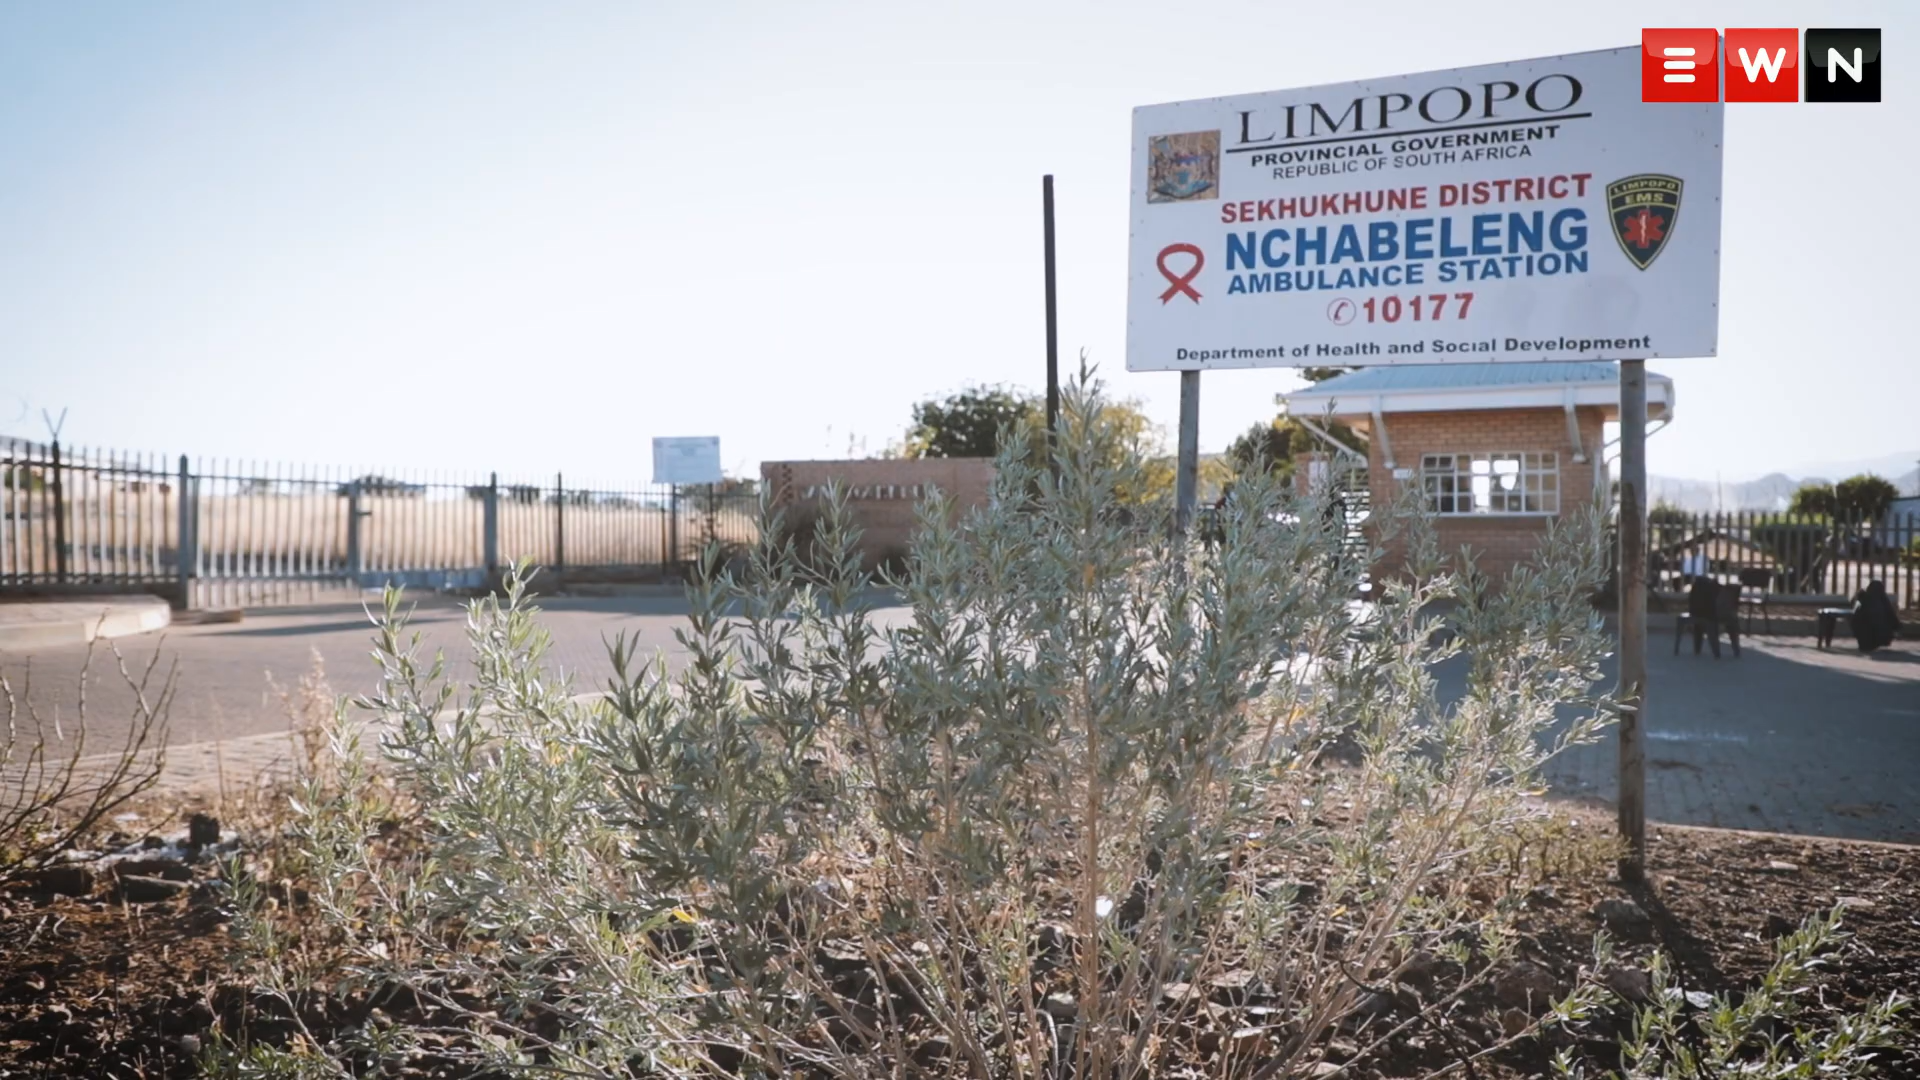 EWN
LIMPOPO
PROVINCIAL GOVERNMENT
REPUBLIC OF SOUTH AFRICA
SEKHUKHUNE DISTRICT
NCHABELENG
AMBULANCE STATION
10177
Department of Health and Social Development
LIMPOPO
EMS